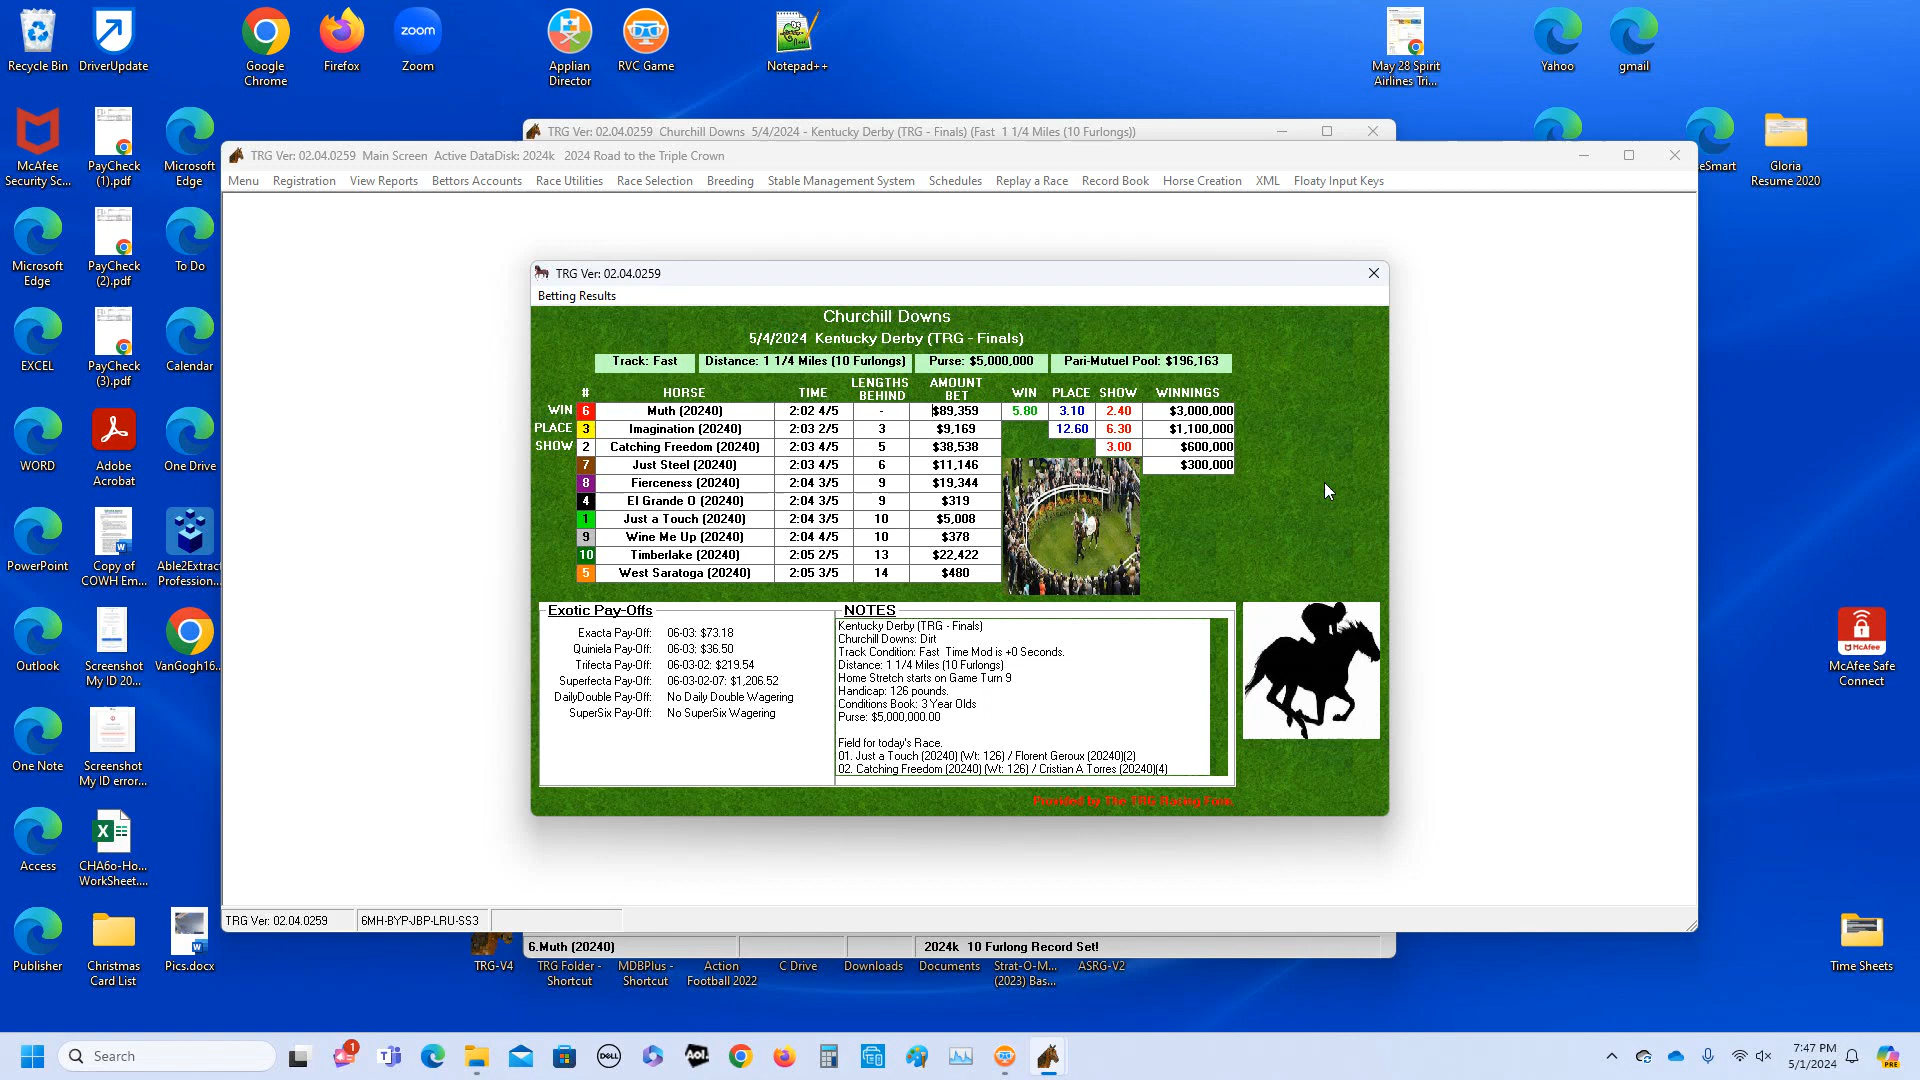 Recycle Bin
DriverUpdate
Google Chrome
Firefox
zoom
Zoom
Applian Director
RVC Game
Notepad++
May 28 Spirit Airlines Tri...
Yahoo
gmail
McAfee Security Sc...
PayCheck (1).pdf
Microsoft Edge
eSmart
Gloria Resume 2020
Microsoft Edge
PayCheck (2).pdf
To Do
EXCEL
PayCheck (3).pdf
Calendar
WORD
Adobe Acrobat
One Drive
PowerPoint
Copy of COWH Em...
Able2Extract Profession...
Outlook
Screenshot My ID 20...
VanGogh16...
One Note
Screenshot My ID error...
Access
CHA6o-Ho... WorkSheet....
Publisher
Christmas Card List
Pics.docx
McAfee
McAfee Safe Connect
Time Sheets
TRG Ver: 02.04.0259 Churchill Downs 5/4/2024 - Kentucky Derby (TRG - Finals) (Fast 1 1/4 Miles (10 Furlongs))
TRG Ver: 02.04.0259 Main Screen Active DataDisk: 2024k 2024 Road to the Triple Crown
Menu Registration View Reports Bettors Accounts Race Utilities Race Selection Breeding Stable Management System Schedules Replay a Race Record Book Horse Creation XML Floaty Input Keys
TRG Ver: 02.04.0259
Betting Results
Churchill Downs
5/4/2024 Kentucky Derby (TRG - Finals)
Track: Fast Distance: 1 1/4 Miles (10 Furlongs) Purse: $5,000,000 Pari-Mutuel Pool: $196,163
# HORSE TIME LENGTHS BEHIND AMOUNT BET WIN PLACE SHOW WINNINGS
WIN 6 Muth (20240) 2:02 4/5 - $89,359 5.80 3.10 2.40 $3,000,000
PLACE 3 Imagination (20240) 2:03 2/5 3 $9,169 12.60 6.30 $1,100,000
SHOW 2 Catching Freedom (20240) 2:03 4/5 5 $38,538 3.00 $600,000
7 Just Steel (20240) 2:03 4/5 6 $11,146 $300,000
8 Fierceness (20240) 2:04 3/5 9 $19,344
4 El Grande O (20240) 2:04 3/5 9 $319
1 Just a Touch (20240) 2:04 3/5 10 $5,008
9 Wine Me Up (20240) 2:04 4/5 10 $378
10 Timberlake (20240) 2:05 2/5 13 $22,422
5 West Saratoga (20240) 2:05 3/5 14 $480
Exotic Pay-Offs
Exacta Pay-Off: 06-03: $73.18
Quiniela Pay-Off: 06-03: $36.50
Trifecta Pay-Off: 06-03-02: $219.54
Superfecta Pay-Off: 06-03-02-07: $1,206.52
DailyDouble Pay-Off: No Daily Double Wagering
SuperSix Pay-Off: No SuperSix Wagering
NOTES
Kentucky Derby (TRG - Finals)
Churchill Downs: Dirt
Track Condition: Fast Time Mod is +0 Seconds.
Distance: 1 1/4 Miles (10 Furlongs)
Home Stretch starts on Game Turn 9
Handicap: 126 pounds.
Conditions Book: 3 Year Olds
Purse: $5,000,000.00
Field for today's Race.
01. Just a Touch (20240) (Wt: 126) / Florent Geroux (20240)(2)
02. Catching Freedom (20240) (Wt: 126) / Cristian A Torres (20240)(4)
Provided by The TRG Racing Form
TRG Ver: 02.04.0259 6MH-BYP-JBP-LRU-SS3
6.Muth (20240) 2024k 10 Furlong Record Set!
TRG-V4
TRG Folder - Shortcut
MDBPlus - Shortcut
Action Football 2022
C Drive
Downloads
Documents
Strat-O-M... (2023) Bas...
ASRG-V2
Search
1
DELL
Aol.
PRE
7:47 PM
5/1/2024